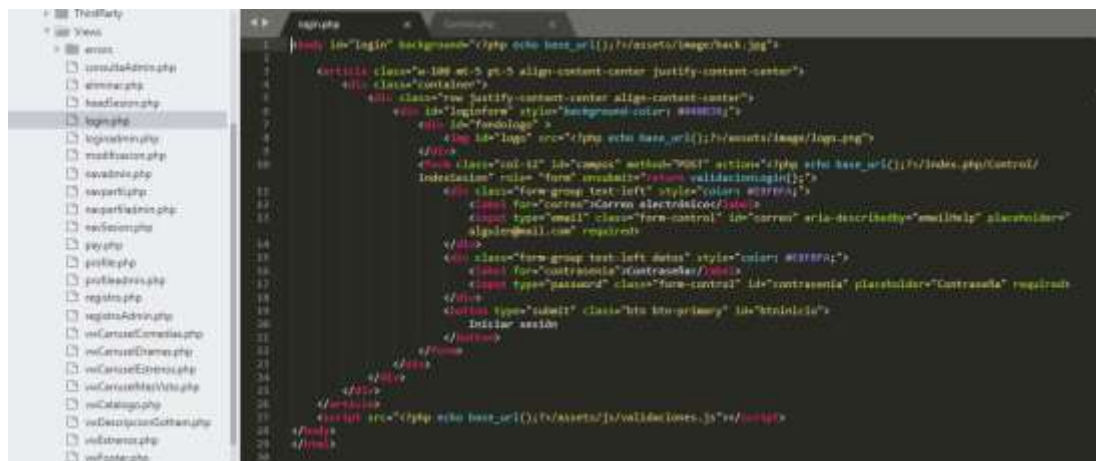 ThirdParty
Views
errors
consultaAdmin.php
eliminar.php
headSesion.php
login.php
loginadmin.php
modificacion.php
navadmin.php
navperfil.php
navperfiladmin.php
navSesion.php
pay.php
profile.php
profileadmin.php
registro.php
registroAdmin.php
vwCarruselComedias.php
vwCarruselDramas.php
vwCarruselEstrenos.php
vwCarruselMasVisto.php
vwCatalogo.php
vwDescripcionGotham.php
vwEstrenos.php
vwFooter.php
login.php
1 <body id="login" background="<?php echo base_url();?>/assets/image/back.jpg">
2
3 <article class="w-100 mt-5 pt-5 align-content-center justify-content-center">
4 <div class="container">
5 <div class="row justify-content-center align-content-center">
6 <div id="loginform" style="background-color:
7 <div id="fondologo" >
8 <img id="logo" src="<?php echo base_url();?>/assets/image/logo.png">
9 </div>
10 <form class="col-12" id="campos" method="POST" action="<?php echo base_url();?>/index.php/Control/
IndexSesion" role= "form" onsubmit="return validacionLogin();">
11 <div class="form-group text-left" style="color: #E8F8FA;">
12 <label for="correo">Correo electrónico</label>
13 <input type="email" class="form-control" id="correo" aria-describedby="emailHelp" placeholder="
alguien@mail.com" required>
14 </div>
15 <div class="form-group text-left datos" style="color: #E8F8FA;">
16 <label for="contrasenia">Contraseña</label>
17 <input type="password" class="form-control" id="contrasenia" placeholder="Contraseña" required>
18 </div>
19 <button type="submit" class="btn btn-primary" id="btninicio">
20 Iniciar sesión
21 </button>
22 </form>
23 </div>
24 </div>
25 </div>
26 </article>
27 <script src="<?php echo base_url();?>/assets/js/validaciones.js"></script>
28 </body>
29 </html>
30